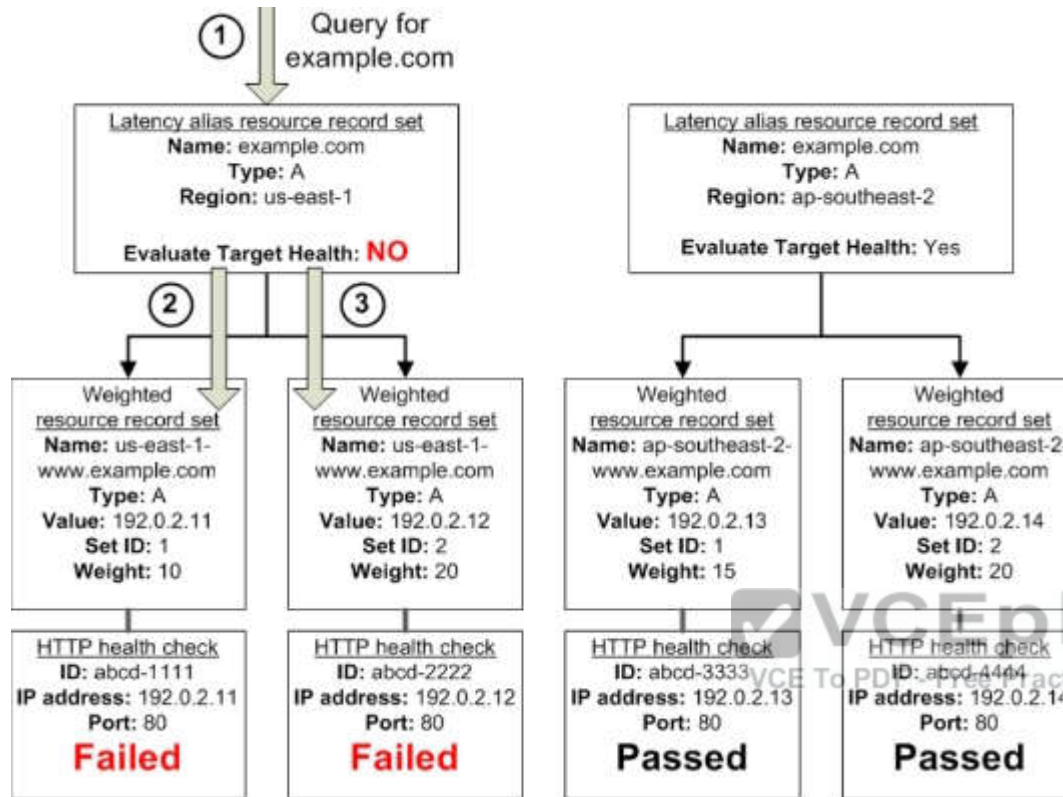 1
Query for
example.com
Latency alias resource record set
Name: example.com
Type: A
Region: us-east-1
Evaluate Target Health: NO
Latency alias resource record set
Name: example.com
Type: A
Region: ap-southeast-2
Evaluate Target Health: Yes
2
3
Weighted
resource record set
Name: us-east-1-
www.example.com
Type: A
Value: 192.0.2.11
Set ID: 1
Weight: 10
Weighted
resource record set
Name: us-east-1-
www.example.com
Type: A
Value: 192.0.2.12
Set ID: 2
Weight: 20
Weighted
resource record set
Name: ap-southeast-2-
www.example.com
Type: A
Value: 192.0.2.13
Set ID: 1
Weight: 15
Weighted
resource record set
Name: ap-southeast-2
www.example.com
Type: A
Value: 192.0.2.14
Set ID: 2
Weight: 20
HTTP health check
ID: abcd-1111
IP address: 192.0.2.11
Port: 80
Failed
HTTP health check
ID: abcd-2222
IP address: 192.0.2.12
Port: 80
Failed
HTTP health check
ID: abcd-3333
IP address: 192.0.2.13
Port: 80
Passed
HTTP health check
ID: abcd-4444
IP address: 192.0.2.14
Port: 80
Passed
VCEp
VCE To PDF - Free Pract